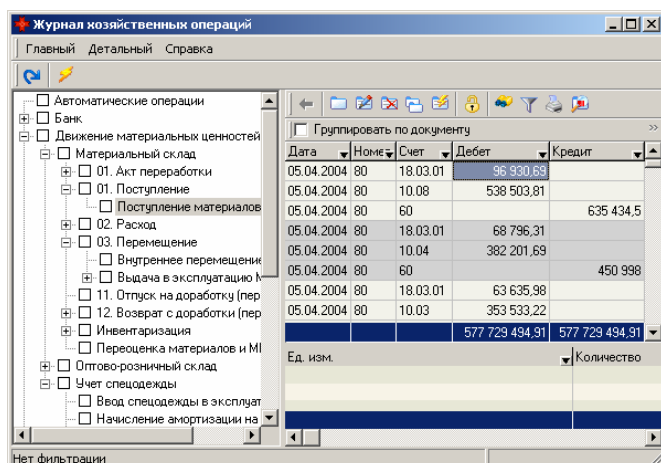 Журнал хозяйственных операций
Главный Детальный Справка
Автоматические операции
Банк
Движение материальных ценностей
Материальный склад
01. Акт переработки
01. Поступление
Поступление материалов
02. Расход
03. Перемещение
Внутреннее перемещение
Выдача в эксплуатацию
11. Отпуск на доработку (пер
12. Возврат с доработки (пер
Инвентаризация
Переоценка материалов и
Оптово-розничный склад
Учет спецодежды
Ввод спецодежды в эксплуат
Начисление амортизации на
Группировать по документу
Дата Номе Счет Дебет Кредит
05.04.2004 80 18.03.01 96 930,69
05.04.2004 80 10.08 538 503,81
05.04.2004 80 60 635 434,5
05.04.2004 80 18.03.01 68 796,31
05.04.2004 80 10.04 382 201,69
05.04.2004 80 60 450 998
05.04.2004 80 18.03.01 63 635,98
05.04.2004 80 10.03 353 533,22
577 729 494,91 577 729 494,91
Ед. изм. Количество
Нет фильтрации